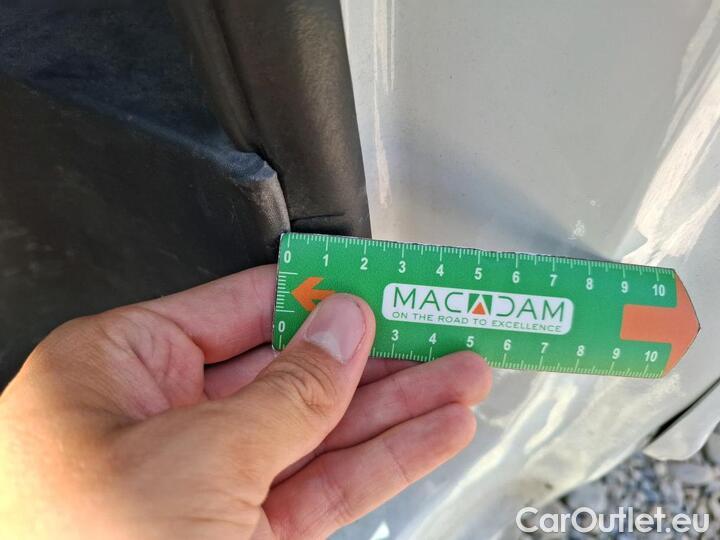 0 1 2 3 4 5 6 7 8 9 10
MACADAM
ON THE ROAD TO EXCELLENCE
0 3 4 5 6 7 8 9 10
CarOutlet.eu